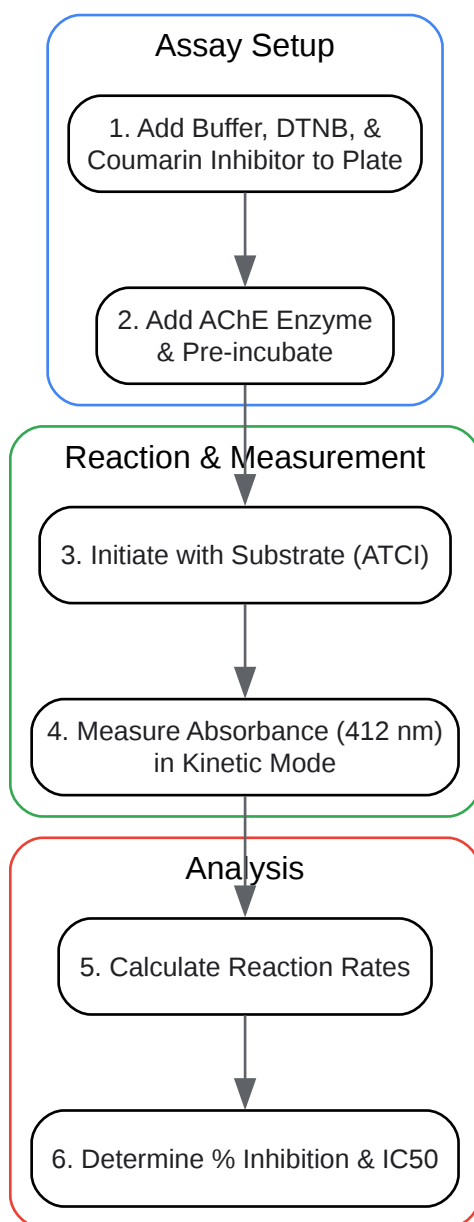 Assay Setup
1. Add Buffer, DTNB, &
Coumarin Inhibitor to Plate
2. Add AChE Enzyme
& Pre-incubate
Reaction & Measurement
3. Initiate with Substrate (ATCI)
4. Measure Absorbance (412 nm)
in Kinetic Mode
Analysis
5. Calculate Reaction Rates
6. Determine % Inhibition & IC50